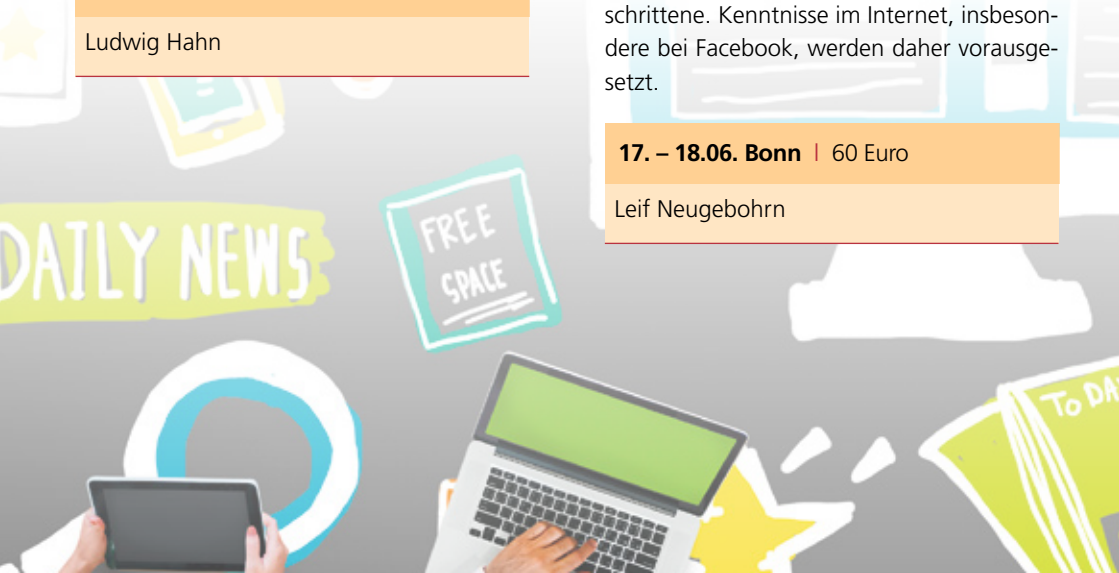 Ludwig Hahn
schrittene. Kenntnisse im Internet, insbeson-
dere bei Facebook, werden daher vorausge-
setzt.
17. – 18.06. Bonn | 60 Euro
Leif Neugebohrn
DAILY NEWS
FREE
SPACE
TO